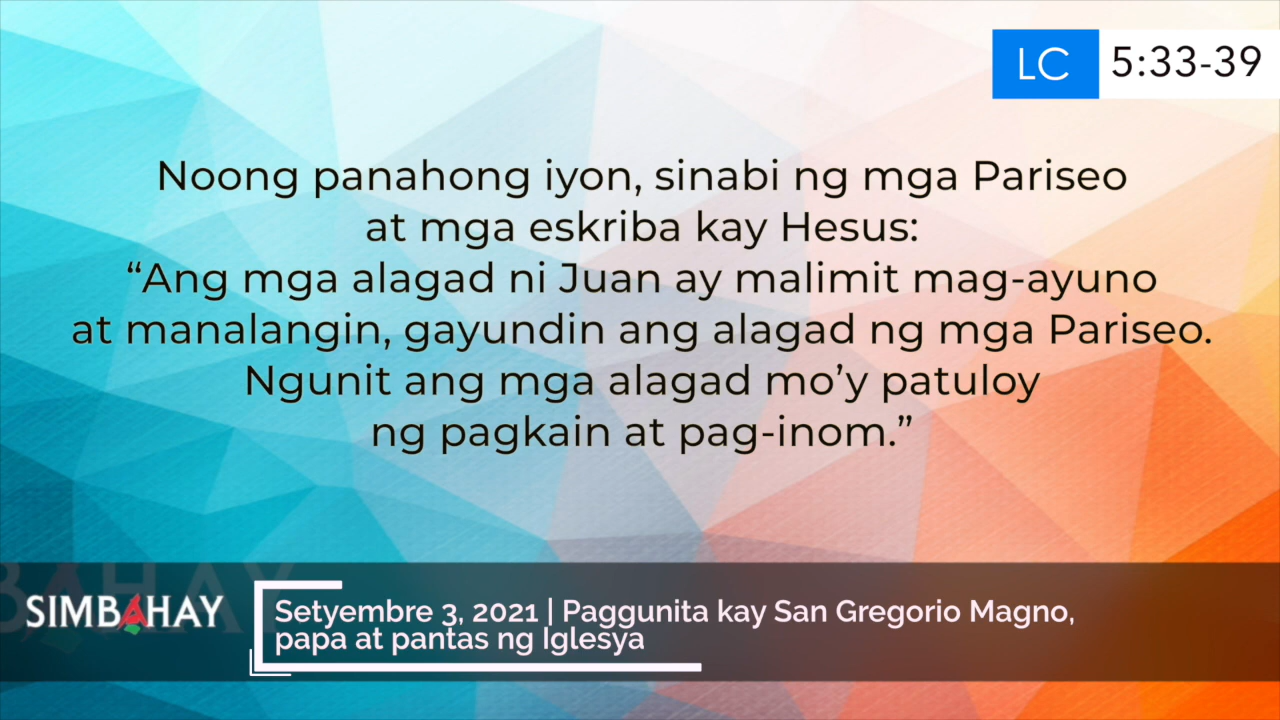 LC 5:33-39
Noong panahong iyon, sinabi ng mga Pariseo
at mga eskriba kay Hesus:
“Ang mga alagad ni Juan ay malimit mag-ayuno
at manalangin, gayundin ang alagad ng mga Pariseo.
Ngunit ang mga alagad mo’y patuloy
ng pagkain at pag-inom.”
SIMBAHAY
Setyembre 3, 2021 | Paggunita kay San Gregorio Magno,
papa at pantas ng Iglesya